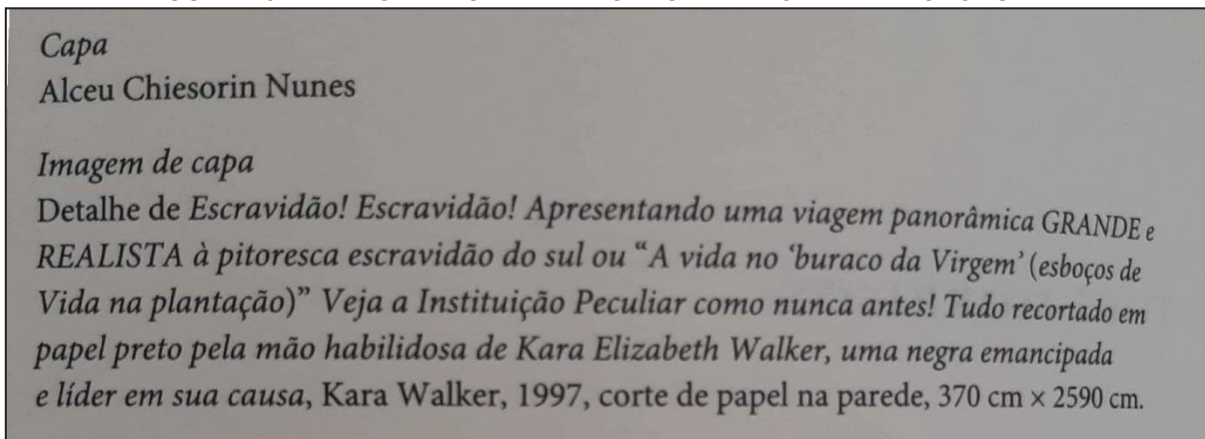 Capa
Alceu Chiesorin Nunes
Imagem de capa
Detalhe de Escravidão! Escravidão! Apresentando uma viagem panorâmica GRANDE e
REALISTA à pitoresca escravidão do sul ou “A vida no ‘buraco da Virgem’ (esboços de
Vida na plantação)” Veja a Instituição Peculiar como nunca antes! Tudo recortado em
papel preto pela mão habilidosa de Kara Elizabeth Walker, uma negra emancipada
e líder em sua causa, Kara Walker, 1997, corte de papel na parede, 370 cm × 2590 cm.